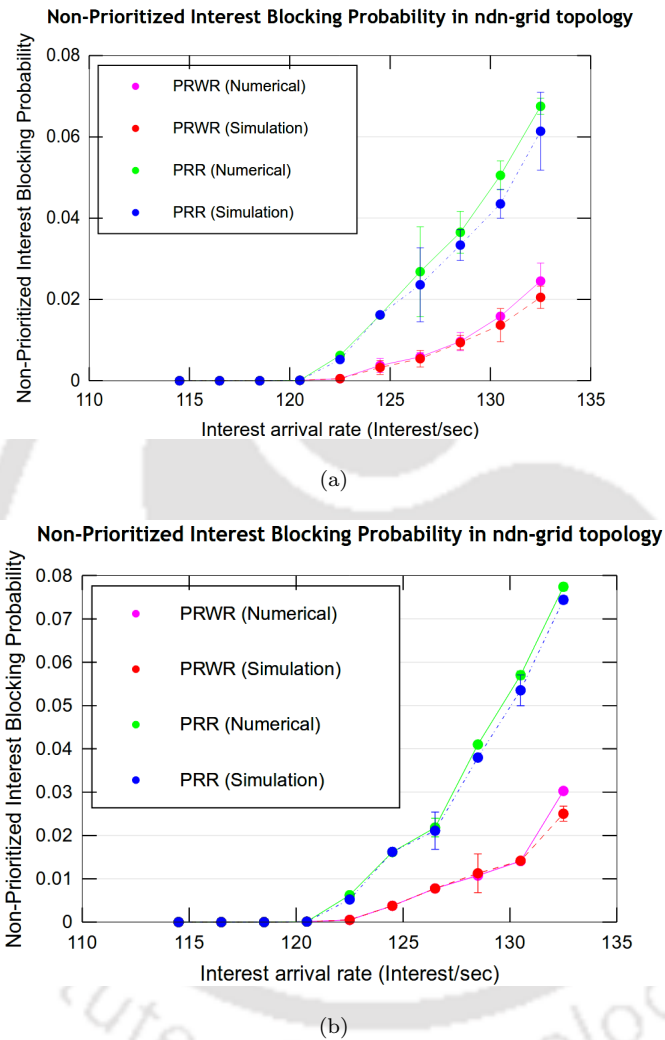 Non-Prioritized Interest Blocking Probability in ndn-grid topology
Non-Prioritized Interest Blocking Probability
0.08
0.06
0.04
0.02
0
PRWR (Numerical)
PRWR (Simulation)
PRR (Numerical)
PRR (Simulation)
110 115 120 125 130 135
Interest arrival rate (Interest/sec)
(a)
Non-Prioritized Interest Blocking Probability in ndn-grid topology
Non-Prioritized Interest Blocking Probability
0.08
0.07
0.06
0.05
0.04
0.03
0.02
0.01
0
PRWR (Numerical)
PRWR (Simulation)
PRR (Numerical)
PRR (Simulation)
110 115 120 125 130 135
Interest arrival rate (Interest/sec)
(b)